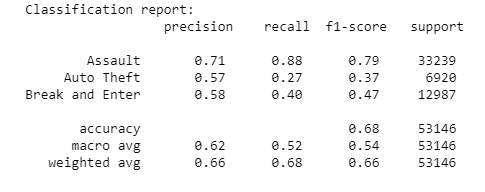 Classification report:
precision recall f1-score support
Assault 0.71 0.88 0.79 33239
Auto Theft 0.57 0.27 0.37 6920
Break and Enter 0.58 0.40 0.47 12987
accuracy 0.68 53146
macro avg 0.62 0.52 0.54 53146
weighted avg 0.66 0.68 0.66 53146